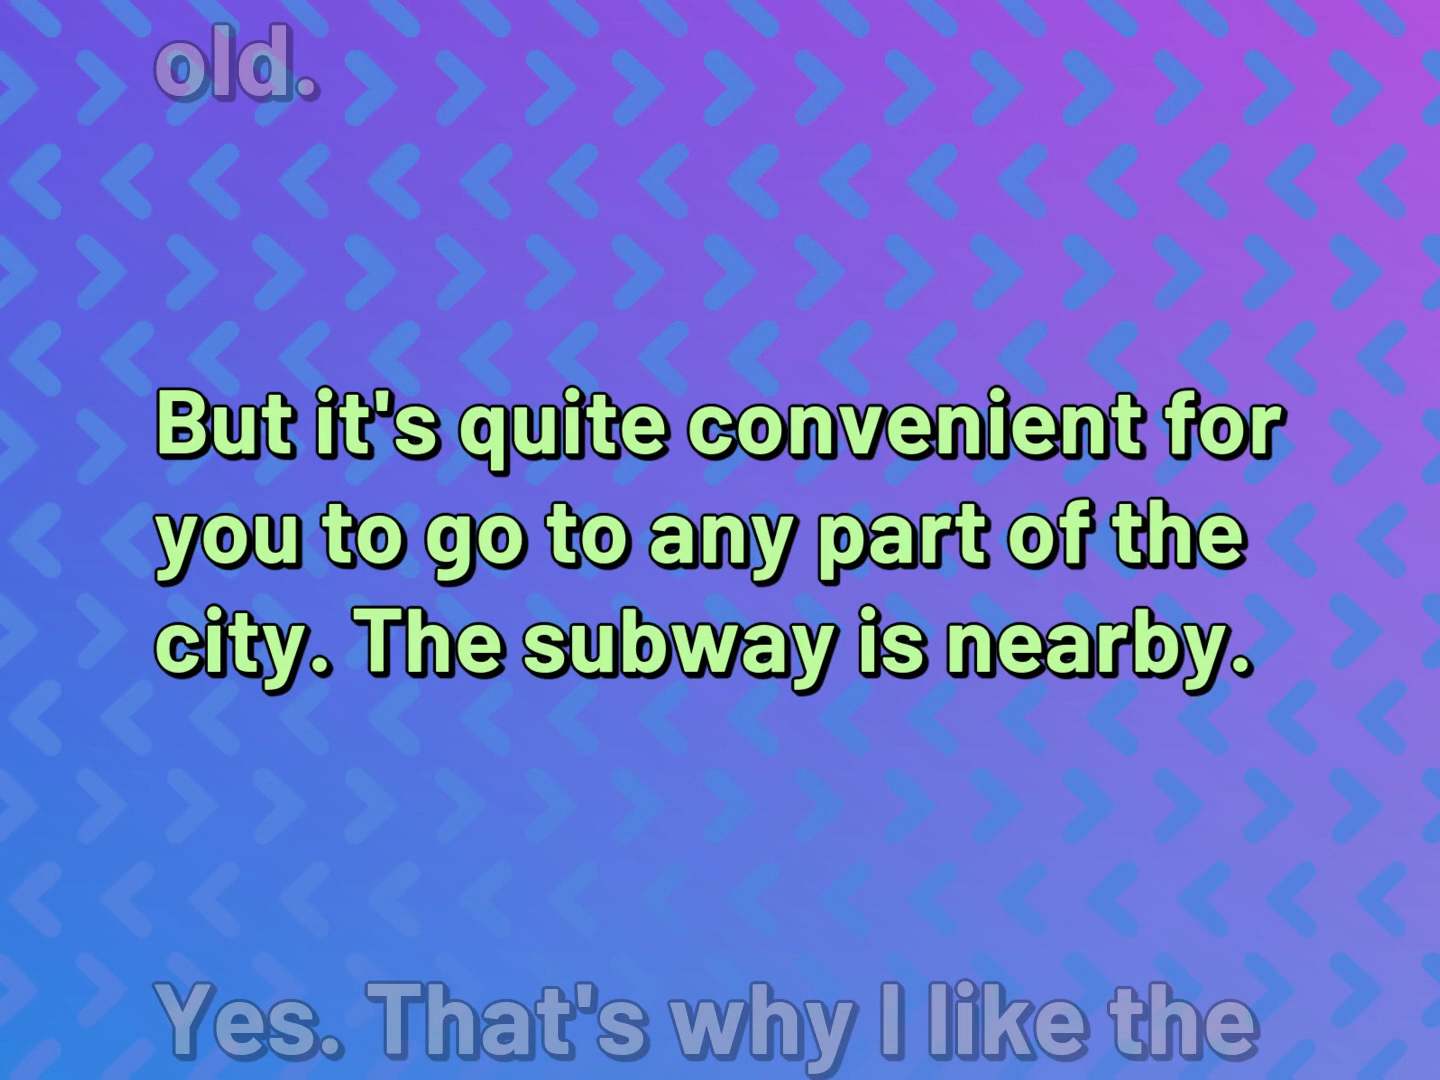 old.
But it's quite convenient for
you to go to any part of the
city. The subway is nearby.
Yes. That's why I like the